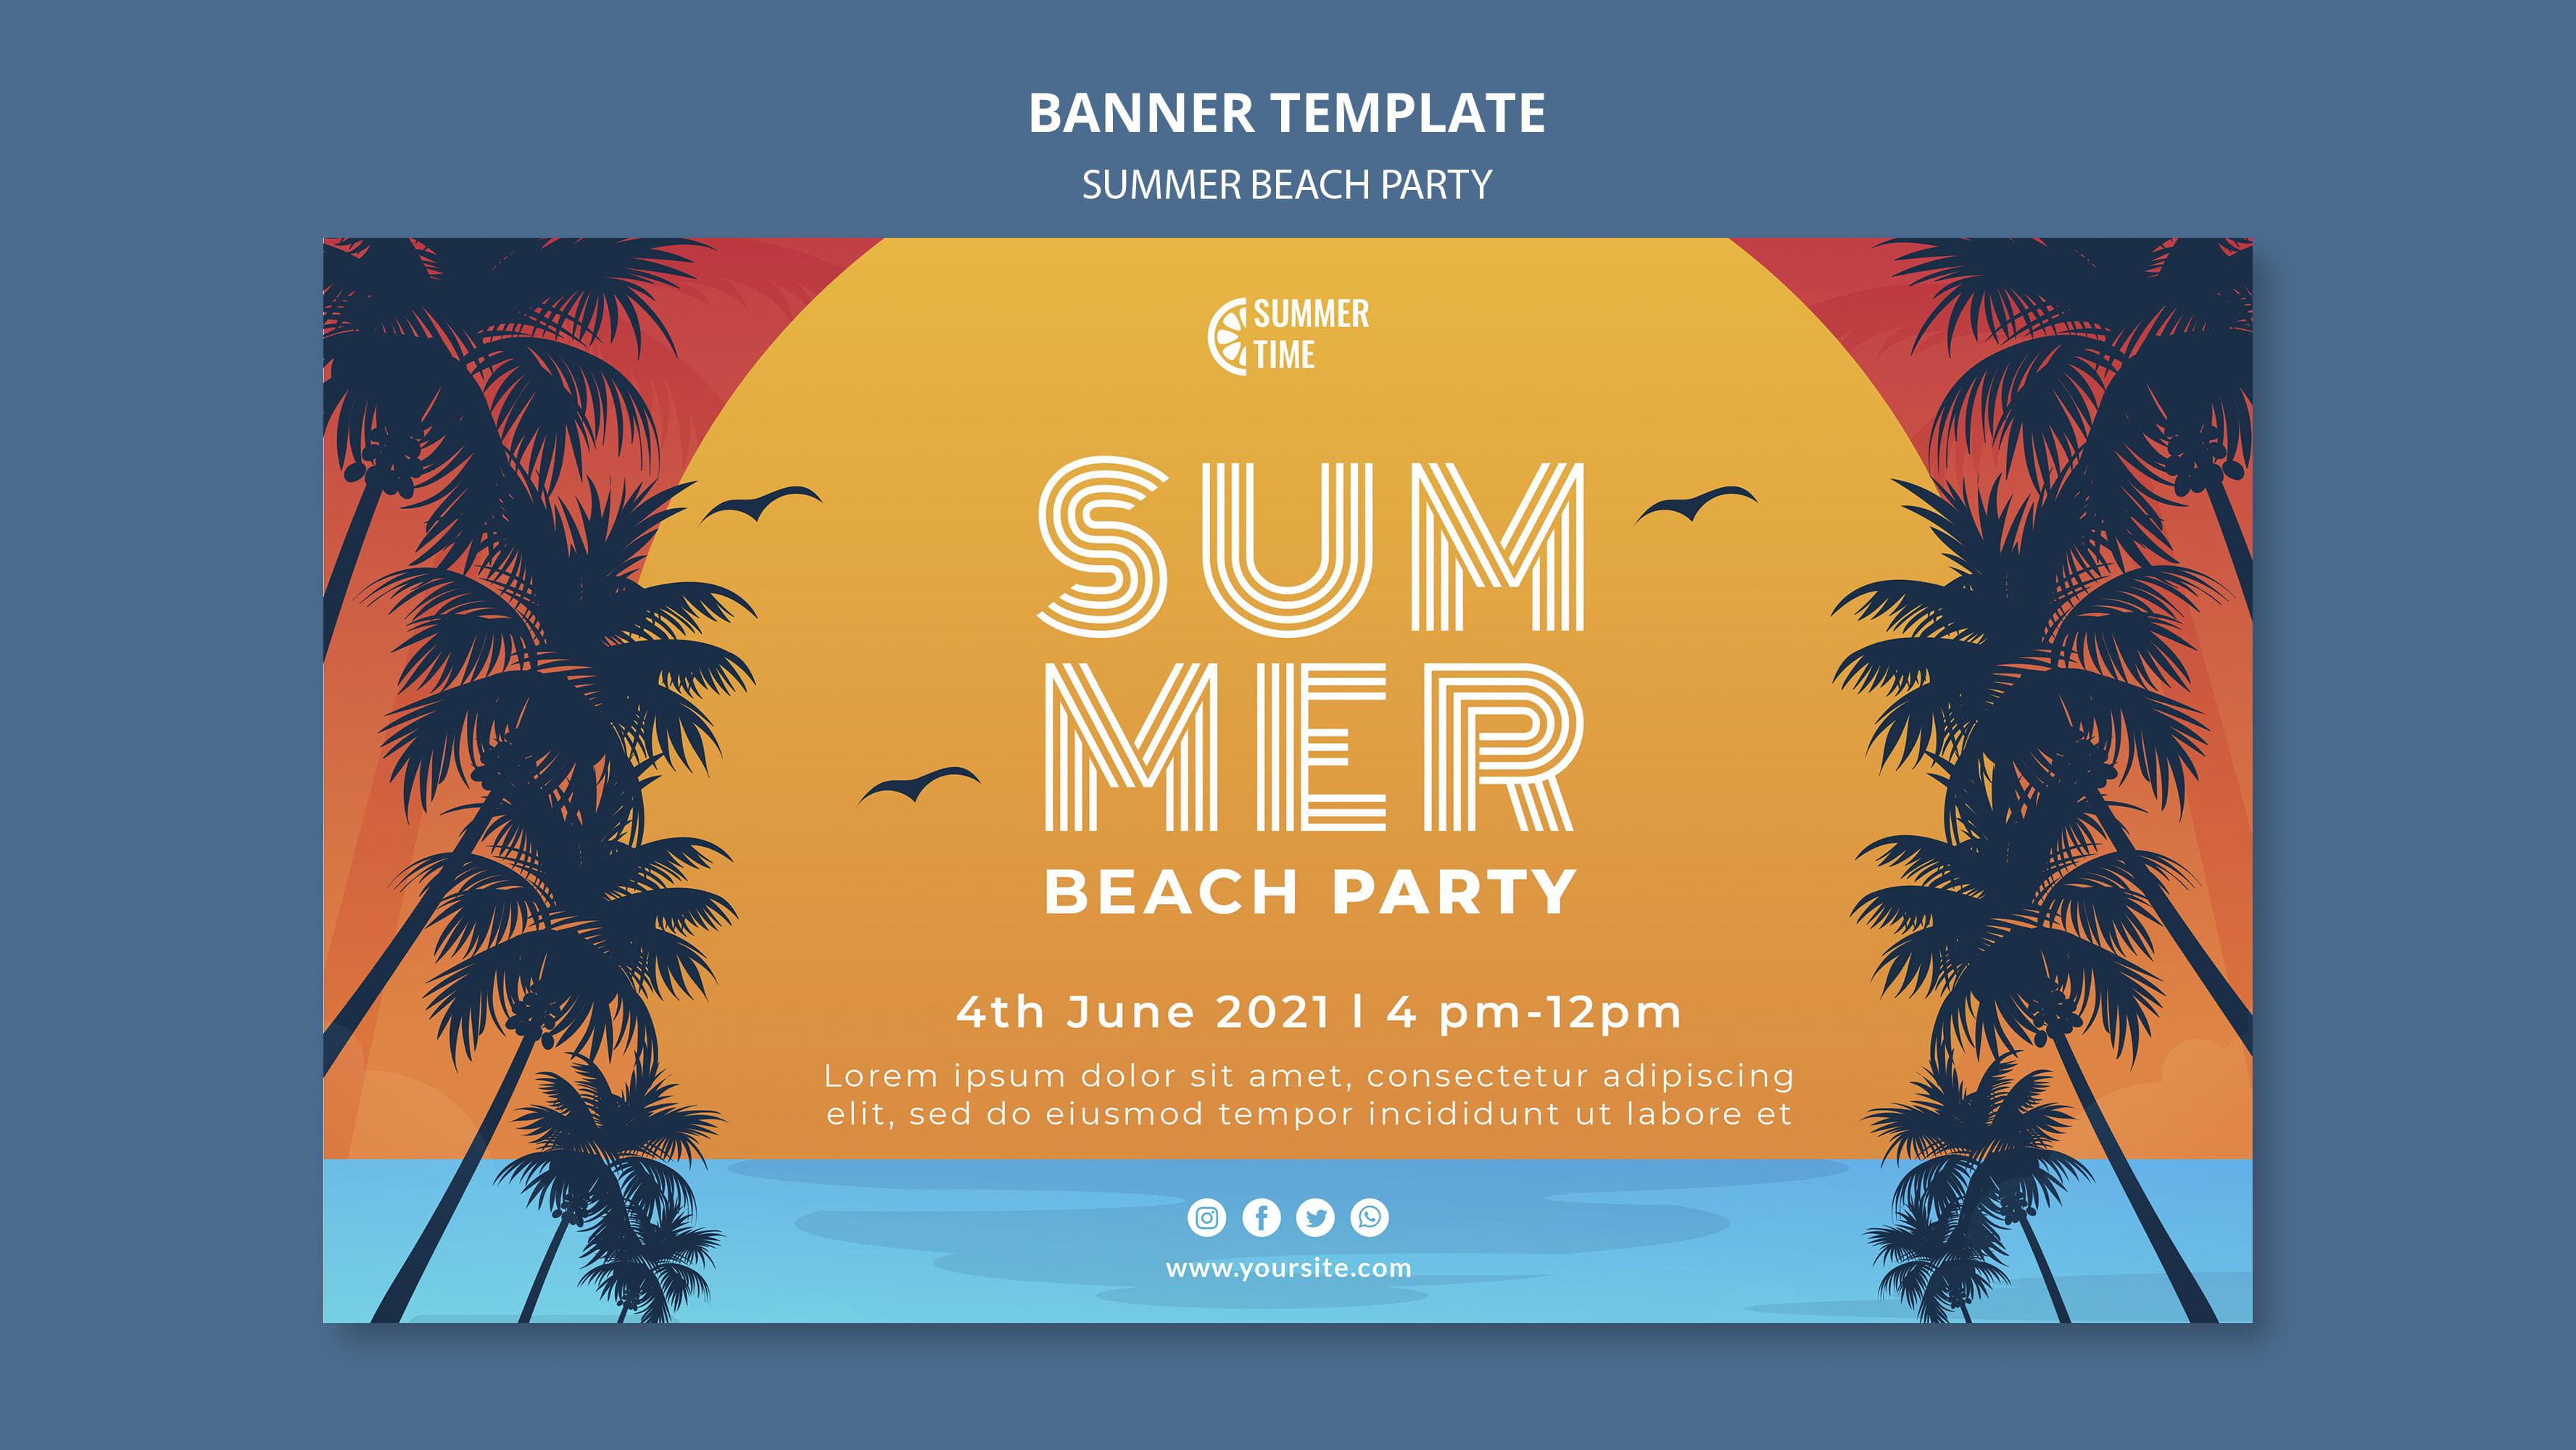 BANNER TEMPLATE
SUMMER BEACH PARTY
SUMMER
TIME
SUM
MER
BEACH PARTY
4th June 2021 l 4 pm-12pm
Lorem ipsum dolor sit amet, consectetur adipiscing
elit, sed do eiusmod tempor incididunt ut labore et
www.yoursite.com